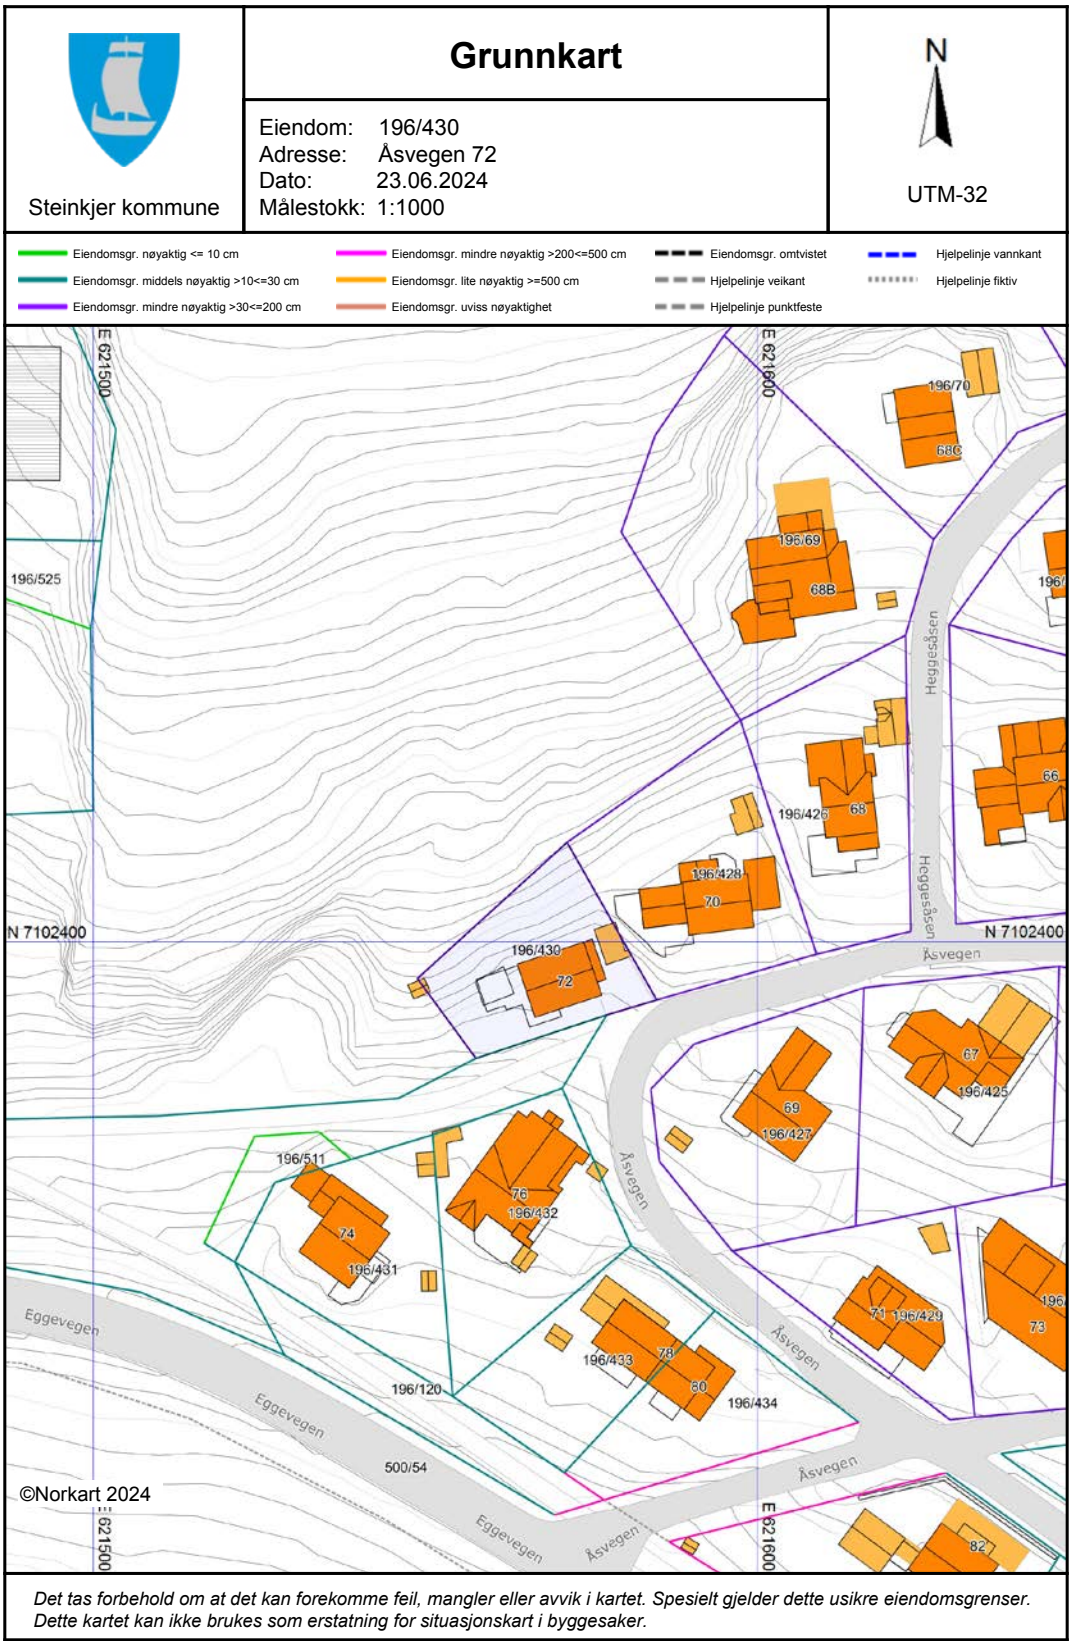 Grunnkart
Eiendom: 196/430
Adresse: Åsvegen 72
Dato: 23.06.2024
Målestokk: 1:1000
Steinkjer kommune
N
UTM-32
Eiendomsgr. nøyaktig <= 10 cm
Eiendomsgr. middels nøyaktig >10<=30 cm
Eiendomsgr. mindre nøyaktig >30<=200 cm
Eiendomsgr. mindre nøyaktig >200<=500 cm
Eiendomsgr. lite nøyaktig >=500 cm
Eiendomsgr. uviss nøyaktighet
Eiendomsgr. omtvistet
Hjelpelinje veikant
Hjelpelinje punktfeste
Hjelpelinje vannkant
Hjelpelinje fiktiv
E 621500
E 621600
196/70
68C
196/69
68B
196/525
196/
Heggesåsen
66
196/426
68
196/428
70
Heggesåsen
N 7102400
N 7102400
196/430
72
Åsvegen
67
196/425
69
196/427
196/511
76
196/432
Åsvegen
74
196/431
71
196/429
196/
73
Eggevegen
Åsvegen
196/433
78
80
196/434
196/120
Eggevegen
500/54
Åsvegen
©Norkart 2024
E 621500
Eggevegen
Åsvegen
E 621600
82
Det tas forbehold om at det kan forekomme feil, mangler eller avvik i kartet. Spesielt gjelder dette usikre eiendomsgrenser.
Dette kartet kan ikke brukes som erstatning for situasjonskart i byggesaker.